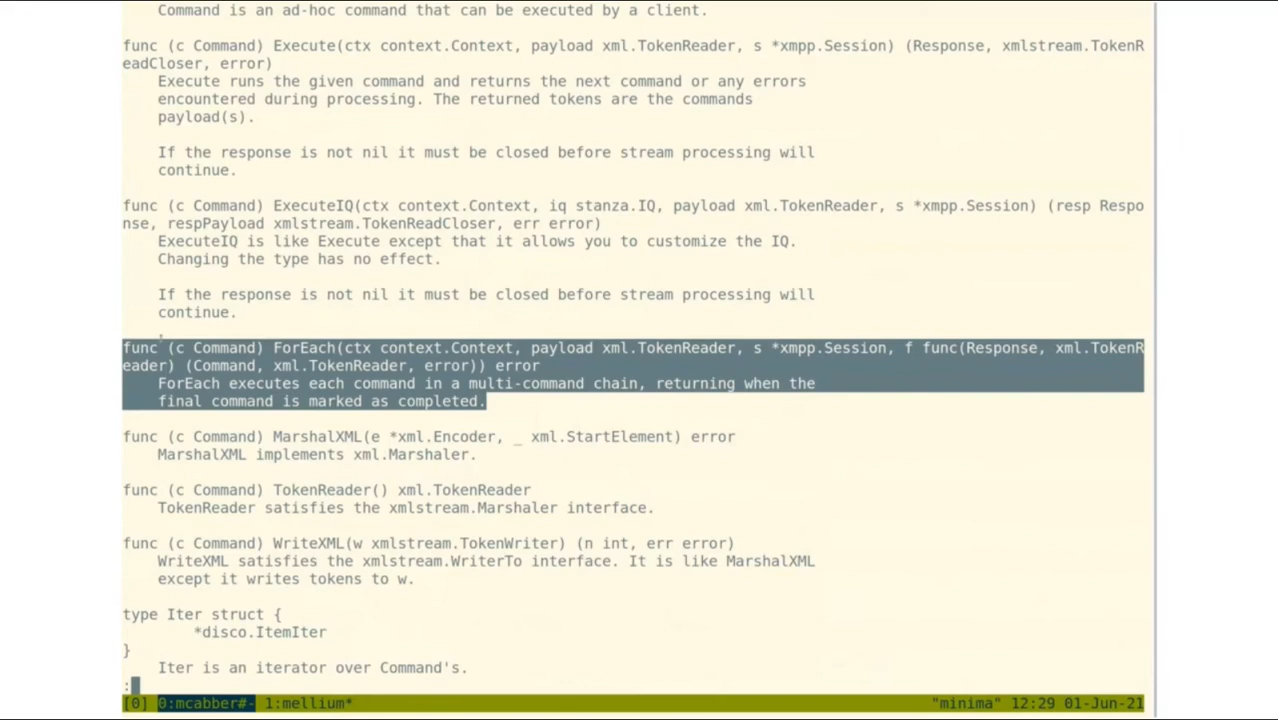 Command is an ad-hoc command that can be executed by a client.
func (c Command) Execute(ctx context.Context, payload xml.TokenReader, s *xmpp.Session) (Response, xmlstream.TokenR
eadCloser, error)
Execute runs the given command and returns the next command or any errors
encountered during processing. The returned tokens are the commands
payload(s).
If the response is not nil it must be closed before stream processing will
continue.
func (c Command) ExecuteIQ(ctx context.Context, iq stanza.IQ, payload xml.TokenReader, s *xmpp.Session) (resp Respo
nse, respPayload xmlstream.TokenReadCloser, err error)
ExecuteIQ is like Execute except that it allows you to customize the IQ.
Changing the type has no effect.
If the response is not nil it must be closed before stream processing will
continue.
func (c Command) ForEach(ctx context.Context, payload xml.TokenReader, s *xmpp.Session, f func(Response, xml.TokenR
eader) (Command, xml.TokenReader, error)) error
ForEach executes each command in a multi-command chain, returning when the
final command is marked as completed.
func (c Command) MarshalXML(e *xml.Encoder, _ xml.StartElement) error
MarshalXML implements xml.Marshaler.
func (c Command) TokenReader() xml.TokenReader
TokenReader satisfies the xmlstream.Marshaler interface.
func (c Command) WriteXML(w xmlstream.TokenWriter) (n int, err error)
WriteXML satisfies the xmlstream.WriterTo interface. It is like MarshalXML
except it writes tokens to w.
type Iter struct {
*disco.ItemIter
}
Iter is an iterator over Command's.
:
[0] 0:mcabber#- 1:mellium* "minima" 12:29 01-Jun-21